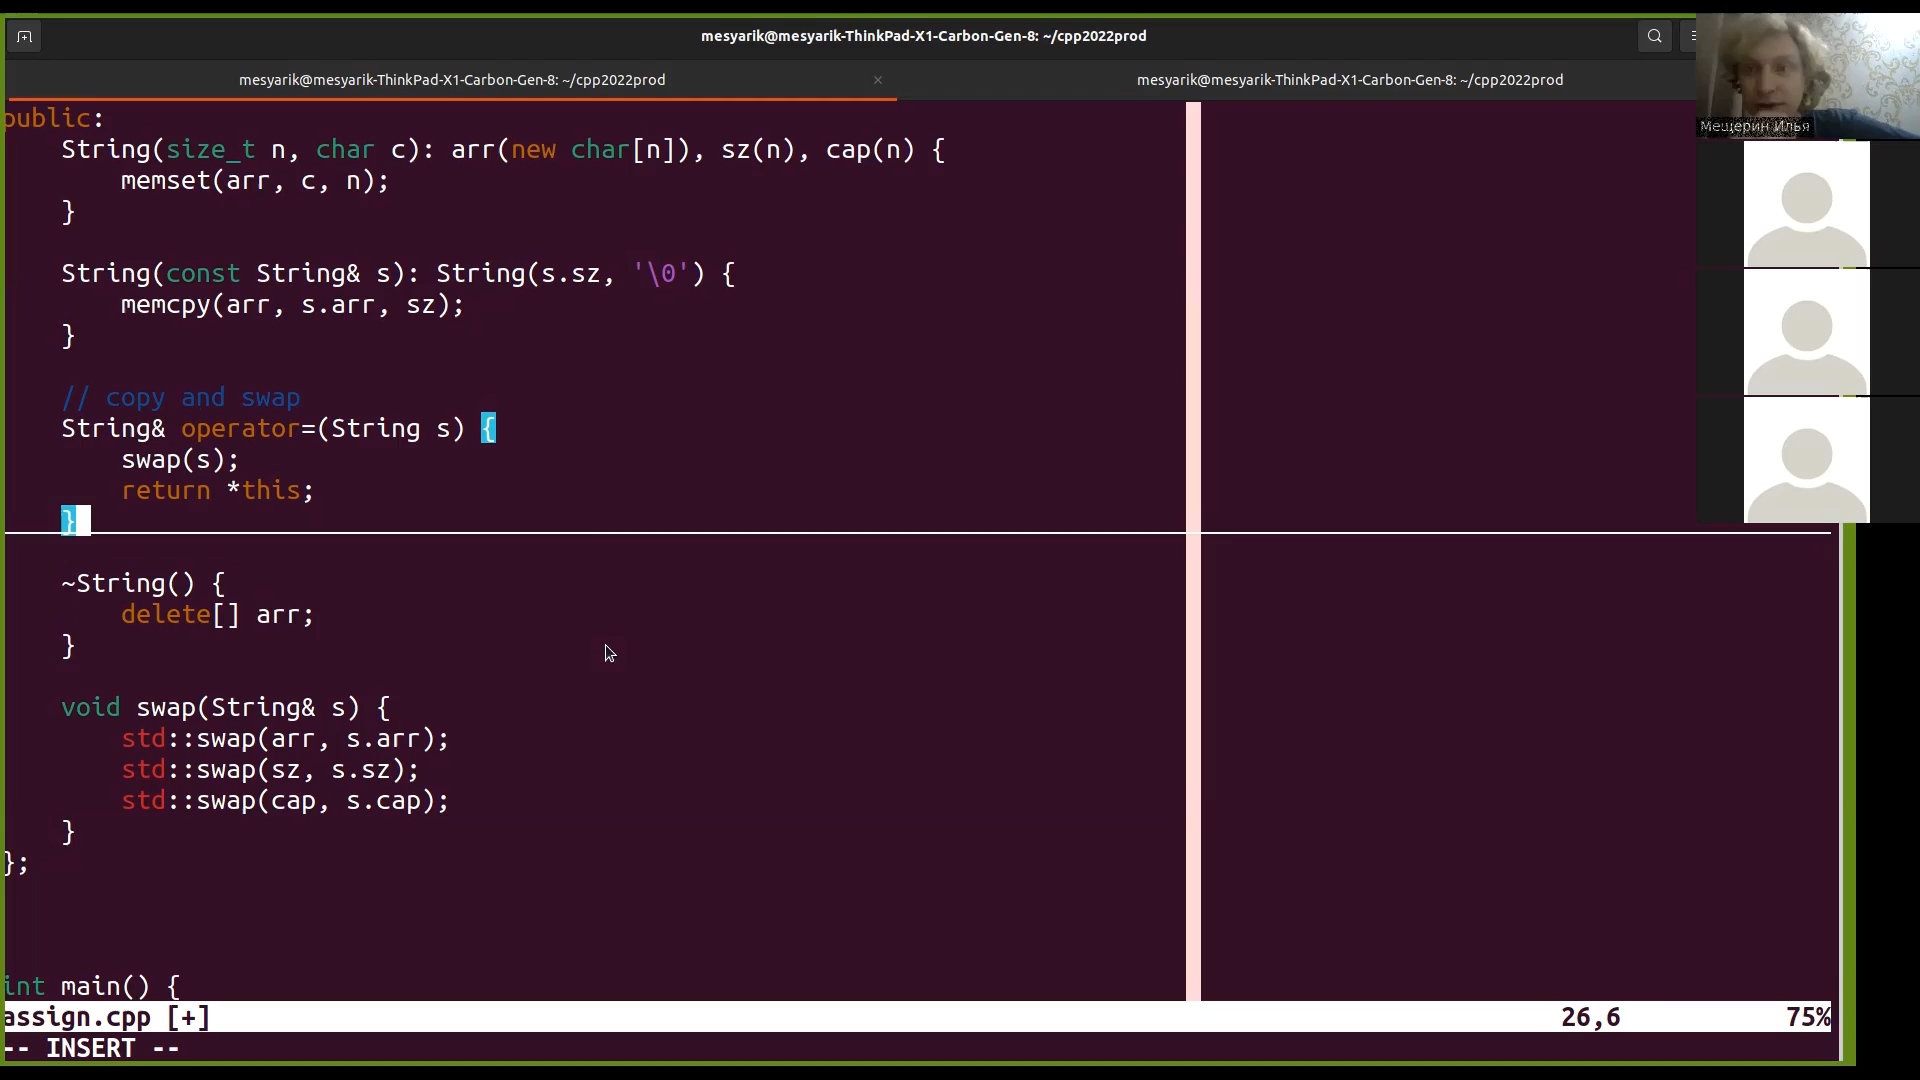 mesyarik@mesyarik-ThinkPad-X1-Carbon-Gen-8: ~/cpp2022prod
mesyarik@mesyarik-ThinkPad-X1-Carbon-Gen-8: ~/cpp2022prod ×
mesyarik@mesyarik-ThinkPad-X1-Carbon-Gen-8: ~/cpp2022prod
Мещерин Илья
public:
    String(size_t n, char c): arr(new char[n]), sz(n), cap(n) {
        memset(arr, c, n);
    }
    String(const String& s): String(s.sz, '\0') {
        memcpy(arr, s.arr, sz);
    }
    // copy and swap
    String& operator=(String s) {
        swap(s);
        return *this;
    }
    ~String() {
        delete[] arr;
    }
    void swap(String& s) {
        std::swap(arr, s.arr);
        std::swap(sz, s.sz);
        std::swap(cap, s.cap);
    }
};
int main() {
assign.cpp [+] 26,6 75%
-- INSERT --